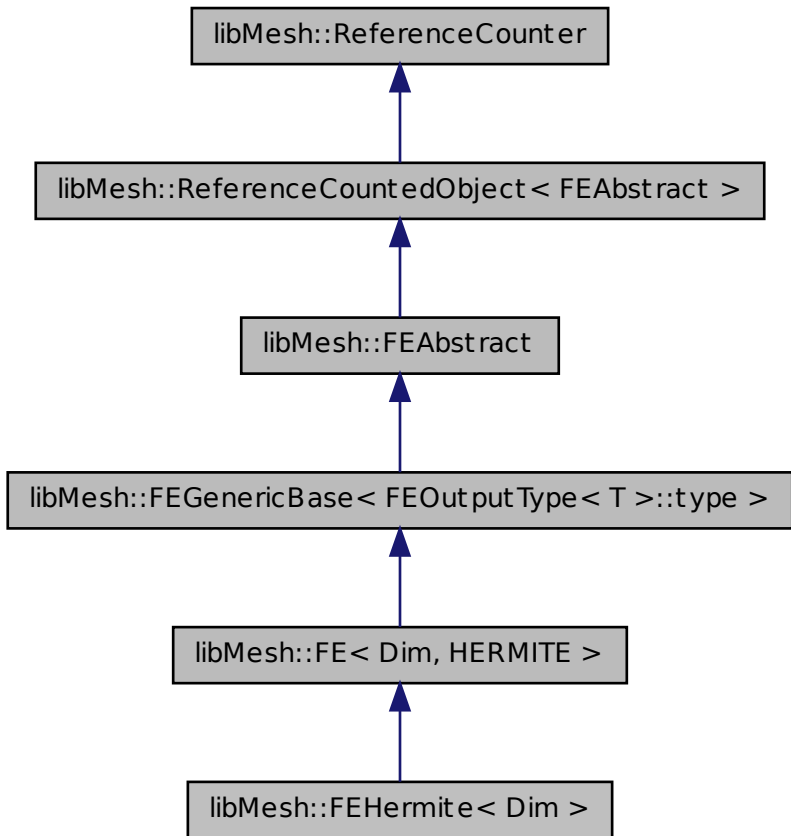 libMesh::ReferenceCounter
libMesh::ReferenceCountedObject< FEAbstract >
libMesh::FEAbstract
libMesh::FEGenericBase< FEOutputType< T >::type >
libMesh::FE< Dim, HERMITE >
libMesh::FEHermite< Dim >